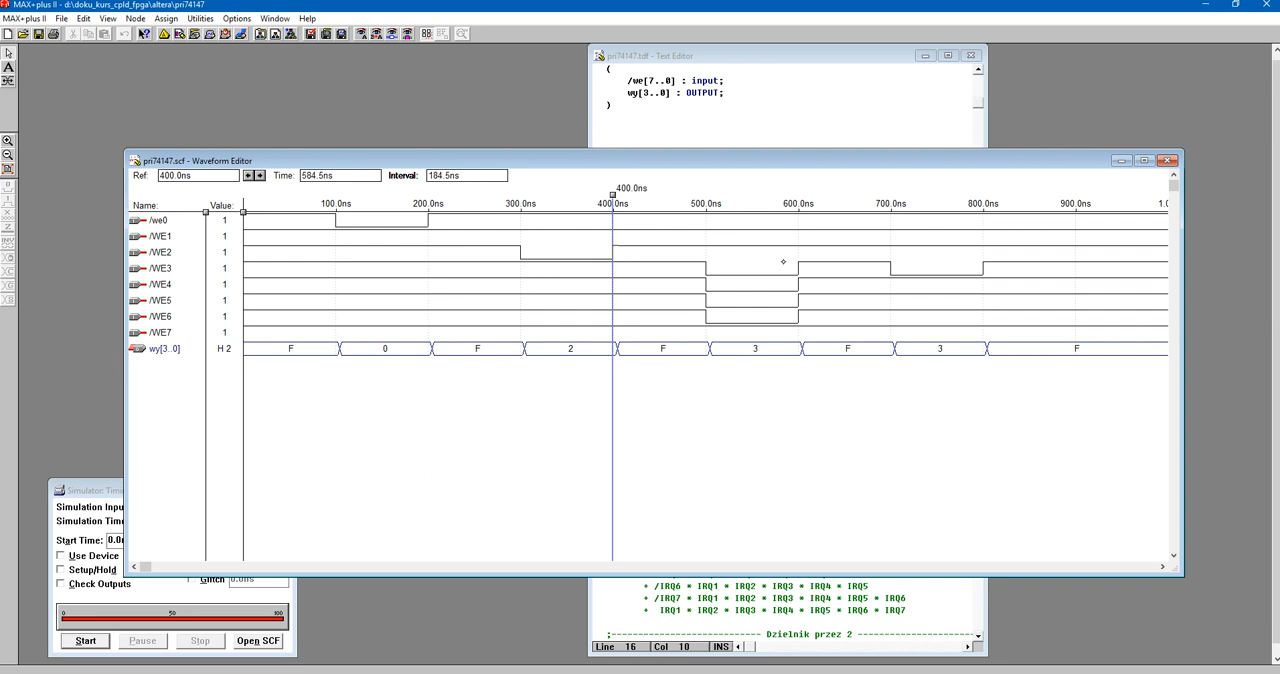 MAX+plus II - d:\doku_kurs_cpld_fpga\altera\pri74147
MAX+plus II File Edit View Node Assign Utilities Options Window Help
pri74147.tdf - Text Editor
(
/we[7..0] : input;
wy[3..0] : OUTPUT;
)
pri74147.scf - Waveform Editor
Ref: 400.0ns Time: 584.5ns Interval: 184.5ns
400.0ns
Name: Value: 100.0ns 200.0ns 300.0ns 400.0ns 500.0ns 600.0ns 700.0ns 800.0ns 900.0ns 1.0
/we0 1
/WE1 1
/WE2 1
/WE3 1
/WE4 1
/WE5 1
/WE6 1
/WE7 1
wy[3..0] H 2 F 0 F 2 F 3 F 3 F
Simulator: Timi
Simulation Inpu
Simulation Time
Start Time: 0.0n
Use Device
Setup/Hold
Check Outputs
Glitch 0.0ns
0 50 100
Start Pause Stop Open SCF
+ /IRQ6 * IRQ1 * IRQ2 * IRQ3 * IRQ4 * IRQ5
+ /IRQ7 * IRQ1 * IRQ2 * IRQ3 * IRQ4 * IRQ5 * IRQ6
+ IRQ1 * IRQ2 * IRQ3 * IRQ4 * IRQ5 * IRQ6 * IRQ7
;--------------------------- Dzielnik przez 2 ---------------------
Line 16 Col 10 INS